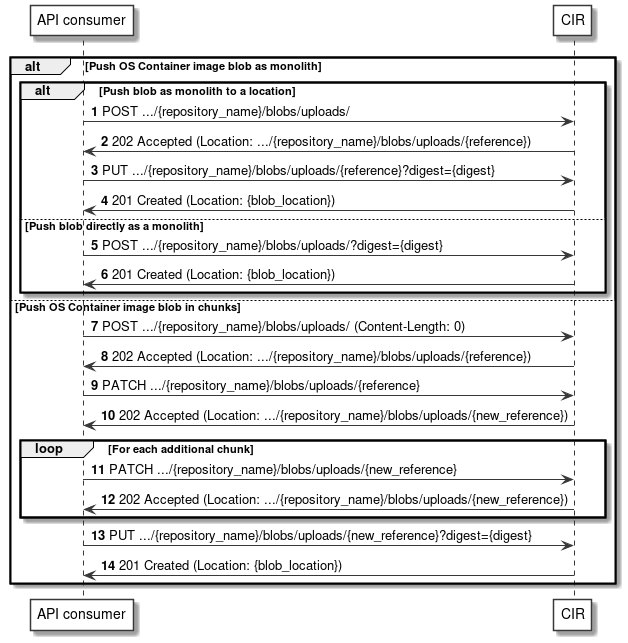 API consumer
CIR
alt [Push OS Container image blob as monolith]
alt [Push blob as monolith to a location]
1 POST .../{repository_name}/blobs/uploads/
2 202 Accepted (Location: .../{repository_name}/blobs/uploads/{reference})
3 PUT .../{repository_name}/blobs/uploads/{reference}?digest={digest}
4 201 Created (Location: {blob_location})
[Push blob directly as a monolith]
5 POST .../{repository_name}/blobs/uploads/?digest={digest}
6 201 Created (Location: {blob_location})
[Push OS Container image blob in chunks]
7 POST .../{repository_name}/blobs/uploads/ (Content-Length: 0)
8 202 Accepted (Location: .../{repository_name}/blobs/uploads/{reference})
9 PATCH .../{repository_name}/blobs/uploads/{reference}
10 202 Accepted (Location: .../{repository_name}/blobs/uploads/{new_reference})
loop [For each additional chunk]
11 PATCH .../{repository_name}/blobs/uploads/{new_reference}
12 202 Accepted (Location: .../{repository_name}/blobs/uploads/{new_reference})
13 PUT .../{repository_name}/blobs/uploads/{new_reference}?digest={digest}
14 201 Created (Location: {blob_location})
API consumer
CIR